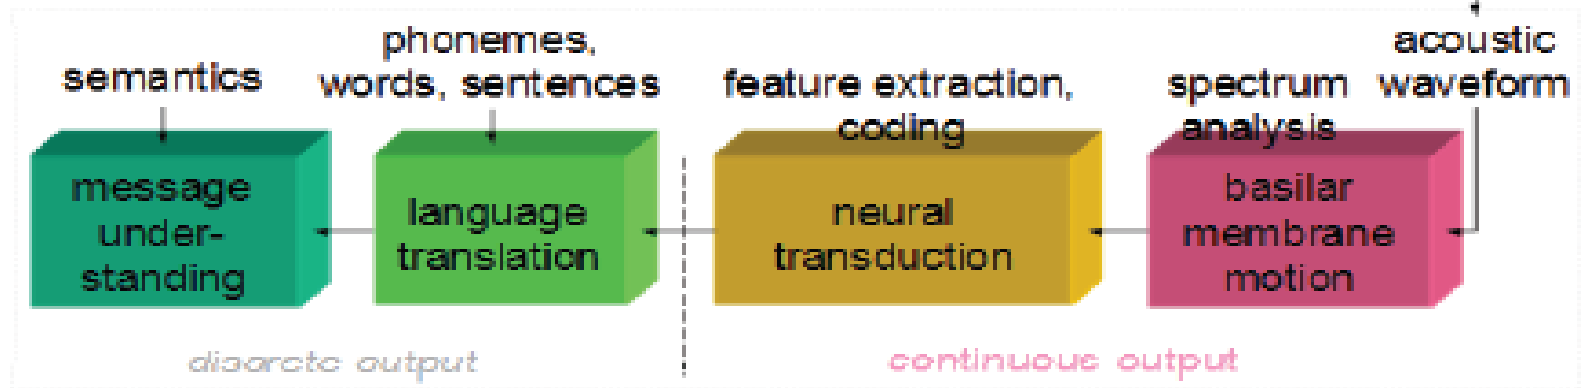 semantics
phonemes,
words, sentences
feature extraction,
coding
spectrum
analysis
acoustic
waveform
message
under-
standing
language
translation
neural
transduction
basilar
membrane
motion
discrete output
continuous output